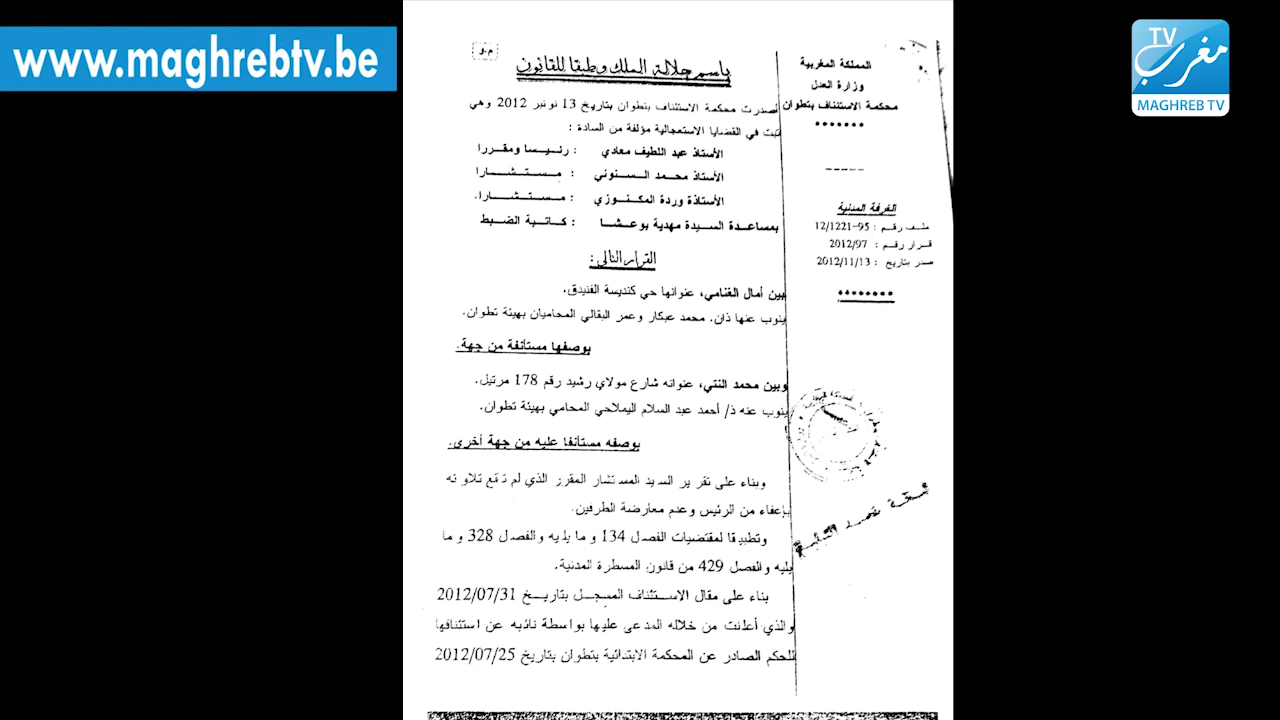 www.maghrebtv.be
TV
مغرب
MAGHREB TV
المملكة المغربية
وزارة العدل
محكمة الاستئناف بتطوان
********
-----
الغرفة المدنية
ملف رقم : 95-12/1221
قرار رقم : 2012/97
صدر بتاريخ : 2012/11/13
********
م.و
باسم جلالة الملك وطبقا للقانون
أصدرت محكمة الاستئناف بتطوان بتاريخ 13 نونبر 2012 وهي
تبت في القضايا الاستعجالية مؤلفة من السادة :
الأستاذ عبد اللطيف معادي : رئيسا ومقررا
الأستاذ محمد السنوني : مستشارا
الأستاذة وردة المكنوزي : مستشارا.
بمساعدة السيدة مهدية بوعشا : كاتبة الضبط
القرار التالي :
بين أمال الغنامي، عنوانها حي كنديسة الفنيدق.
ينوب عنها ذان. محمد عبكار وعمر البقالي المحاميان بهيئة تطوان.
بوصفها مستأنفة من جهة.
وبين محمد النتي، عنوانه شارع مولاي رشيد رقم 178 مرتيل.
ينوب عنه ذ/ أحمد عبد السلام اليملاحي المحامي بهيئة تطوان.
بوصفه مستأنفا عليه من جهة أخرى.
وبناء على تقرير السيد المستشار المقرر الذي لم تقع تلاوته
بإعفاء من الرئيس وعدم معارضة الطرفين.
وتطبيقا لمقتضيات الفصل 134 و ما يليه والفصل 328 و ما
يليه والفصل 429 من قانون المسطرة المدنية.
بناء على مقال الاستئناف المسجل بتاريخ 2012/07/31
والذي أعلنت من خلاله المدعى عليها بواسطة نائبه عن استئنافها
للحكم الصادر عن المحكمة الابتدائية بتطوان بتاريخ 2012/07/25